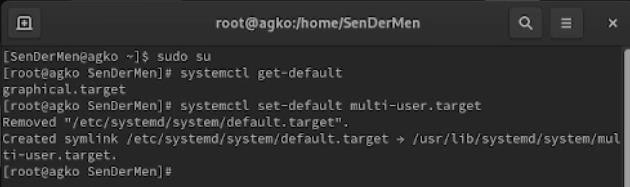 root@agko:/home/SenDerMen
[SenDerMen@agko ~]$ sudo su
[root@agko SenDerMen]# systemctl get-default
graphical.target
[root@agko SenDerMen]# systemctl set-default multi-user.target
Removed "/etc/systemd/system/default.target".
Created symlink /etc/systemd/system/default.target → /usr/lib/systemd/system/mul
ti-user.target.
[root@agko SenDerMen]#